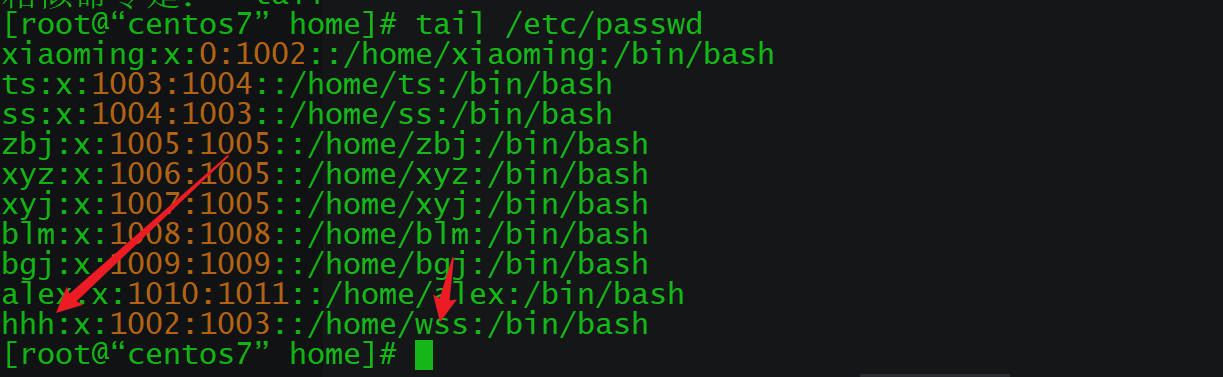 [root@“centos7” home]# tail /etc/passwd
xiaoming:x:0:1002::/home/xiaoming:/bin/bash
ts:x:1003:1004::/home/ts:/bin/bash
ss:x:1004:1003::/home/ss:/bin/bash
zbj:x:1005:1005::/home/zbj:/bin/bash
xyz:x:1006:1005::/home/xyz:/bin/bash
xyj:x:1007:1005::/home/xyj:/bin/bash
blm:x:1008:1008::/home/blm:/bin/bash
bgj:x:1009:1009::/home/bgj:/bin/bash
alex:x:1010:1011::/home/alex:/bin/bash
hhh:x:1002:1003::/home/wss:/bin/bash
[root@“centos7” home]#